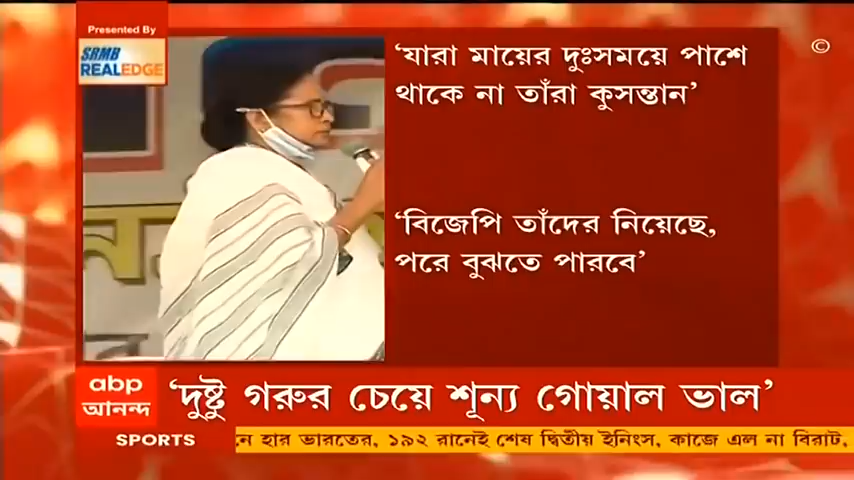 Presented By
SRMB
REALEDGE
©
‘যারা মায়ের দুঃসময়ে পাশে
থাকে না তাঁরা কুসন্তান’
‘বিজেপি তাঁদের নিয়েছে,
পরে বুঝতে পারবে’
abp
আনন্দ
‘দুষ্টু গরুর চেয়ে শূন্য গোয়াল ভাল’
SPORTS
নে হার ভারতের, ১৯২ রানেই শেষ দ্বিতীয় ইনিংস, কাজে এল না বিরাট,